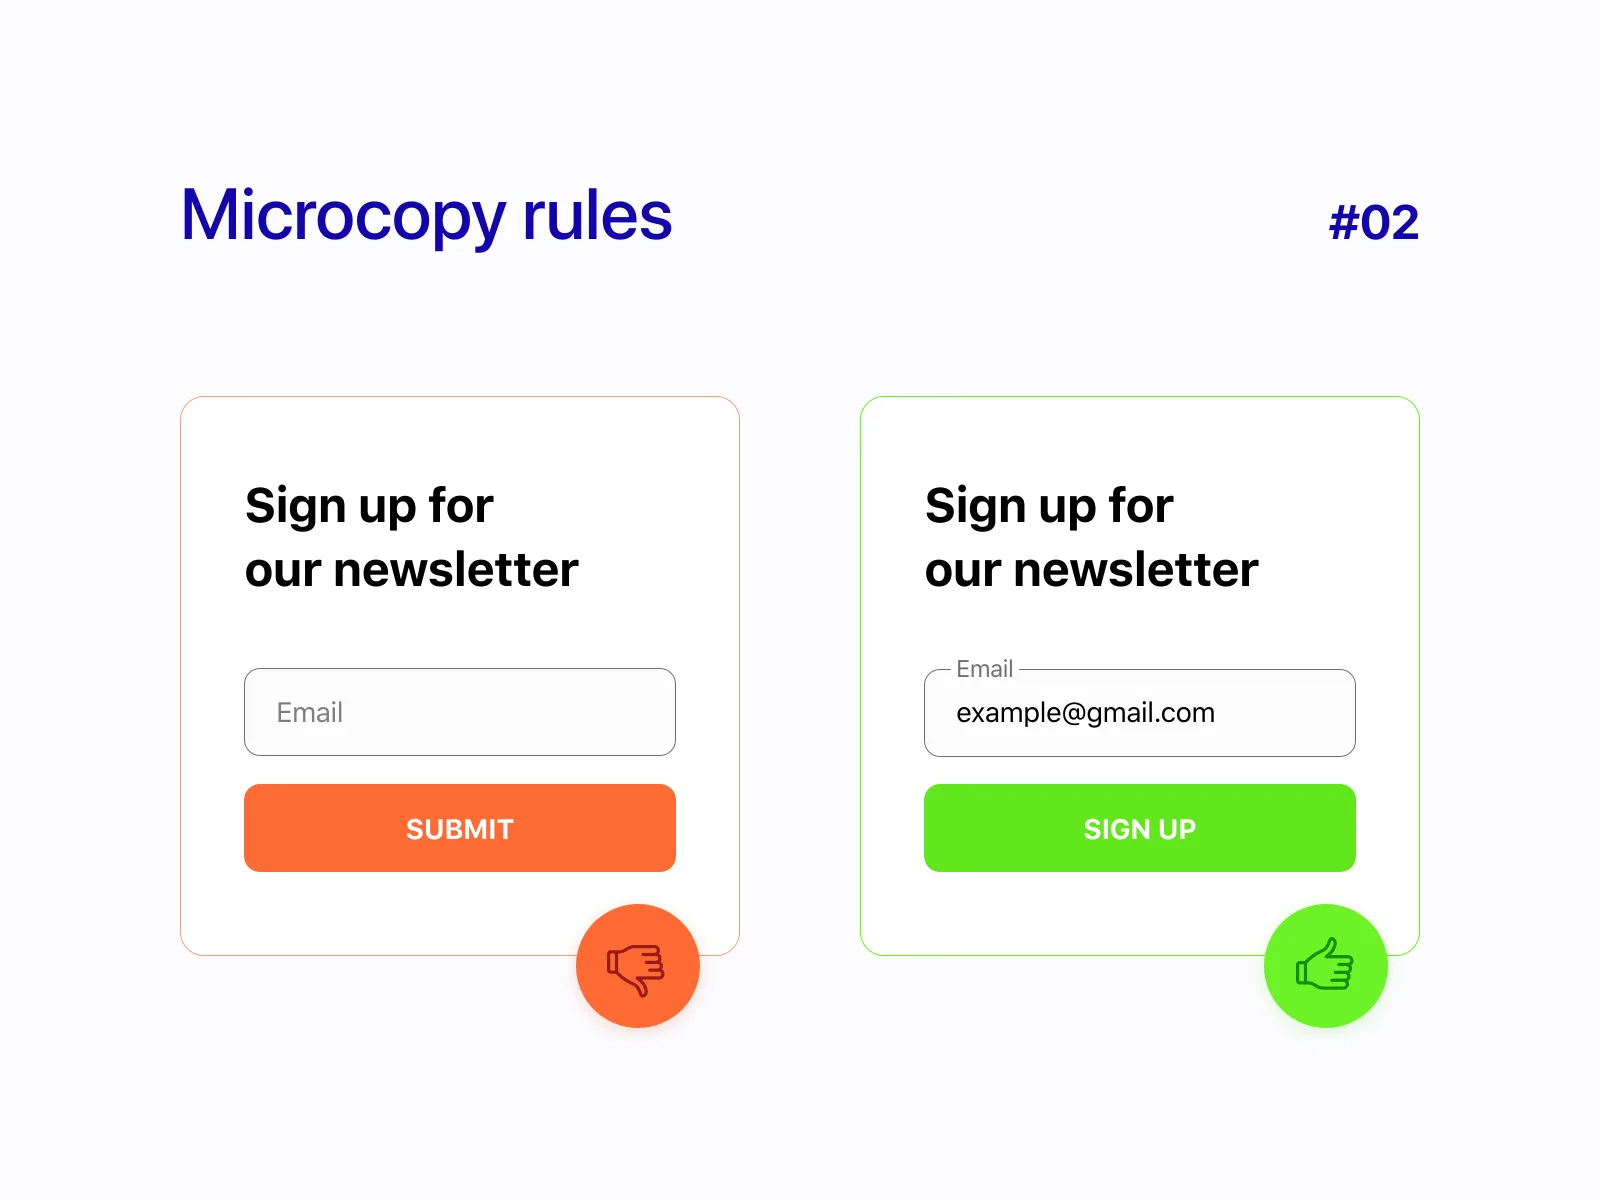 Microcopy rules
#02
Sign up for
our newsletter
Email
SUBMIT
Sign up for
our newsletter
Email
example@gmail.com
SIGN UP